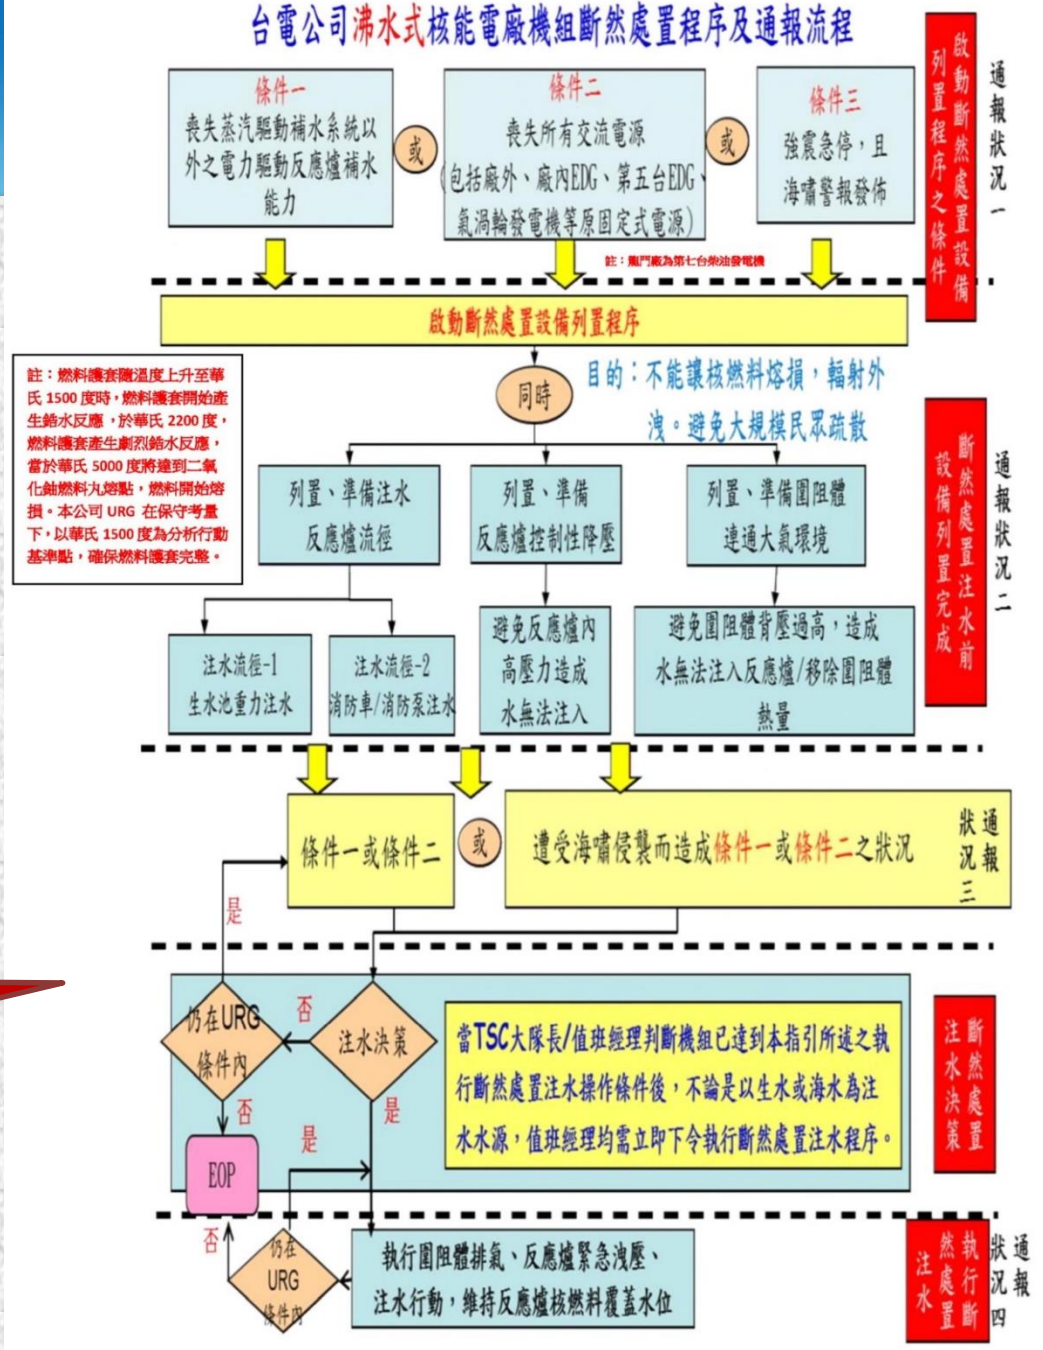 台電公司沸水式核能電廠機組斷然處置程序及通報流程
條件一
喪失蒸汽驅動補水系統以
外之電力驅動反應爐補水
能力
或
條件二
喪失所有交流電源
(包括廠外、廠內EDG、第五台EDG、
氣渦輪發電機等原固定式電源)
或
條件三
強震急停，且
海嘯警報發佈
啟動斷然處置設備
列置程序之條件
通報狀況一
註：龍門廠為第七台柴油發電機
啟動斷然處置設備列置程序
註：燃料護套隨溫度上升至華
氏 1500 度時，燃料護套開始產
生鋯水反應，於華氏 2200 度，
燃料護套產生劇烈鋯水反應，
當於華氏 5000 度將達到二氧
化鈾燃料丸熔點，燃料開始熔
損。本公司 URG 在保守考量
下，以華氏 1500 度為分析行動
基準點，確保燃料護套完整。
同時
目的：不能讓核燃料熔損，輻射外
洩。避免大規模民眾疏散
列置、準備注水
反應爐流徑
列置、準備
反應爐控制性降壓
列置、準備圍阻體
連通大氣環境
斷然處置注水前
設備列置完成
通報狀況二
注水流徑-1
生水池重力注水
注水流徑-2
消防車/消防泵注水
避免反應爐內
高壓力造成
水無法注入
避免圍阻體背壓過高，造成
水無法注入反應爐/移除圍阻體
熱量
條件一或條件二
或
遭受海嘯侵襲而造成條件一或條件二之狀況
通報
狀況三
是
仍在URG
條件內
否
注水決策
當TSC大隊長/值班經理判斷機組已達到本指引所述之執
行斷然處置注水操作條件後，不論是以生水或海水為注
水水源，值班經理均需立即下令執行斷然處置注水程序。
斷然處置
注水決策
否
是
是
EOP
否
仍在
URG
條件內
執行圍阻體排氣、反應爐緊急洩壓、
注水行動，維持反應爐核燃料覆蓋水位
執行斷
然處置
注水
通報
狀況四